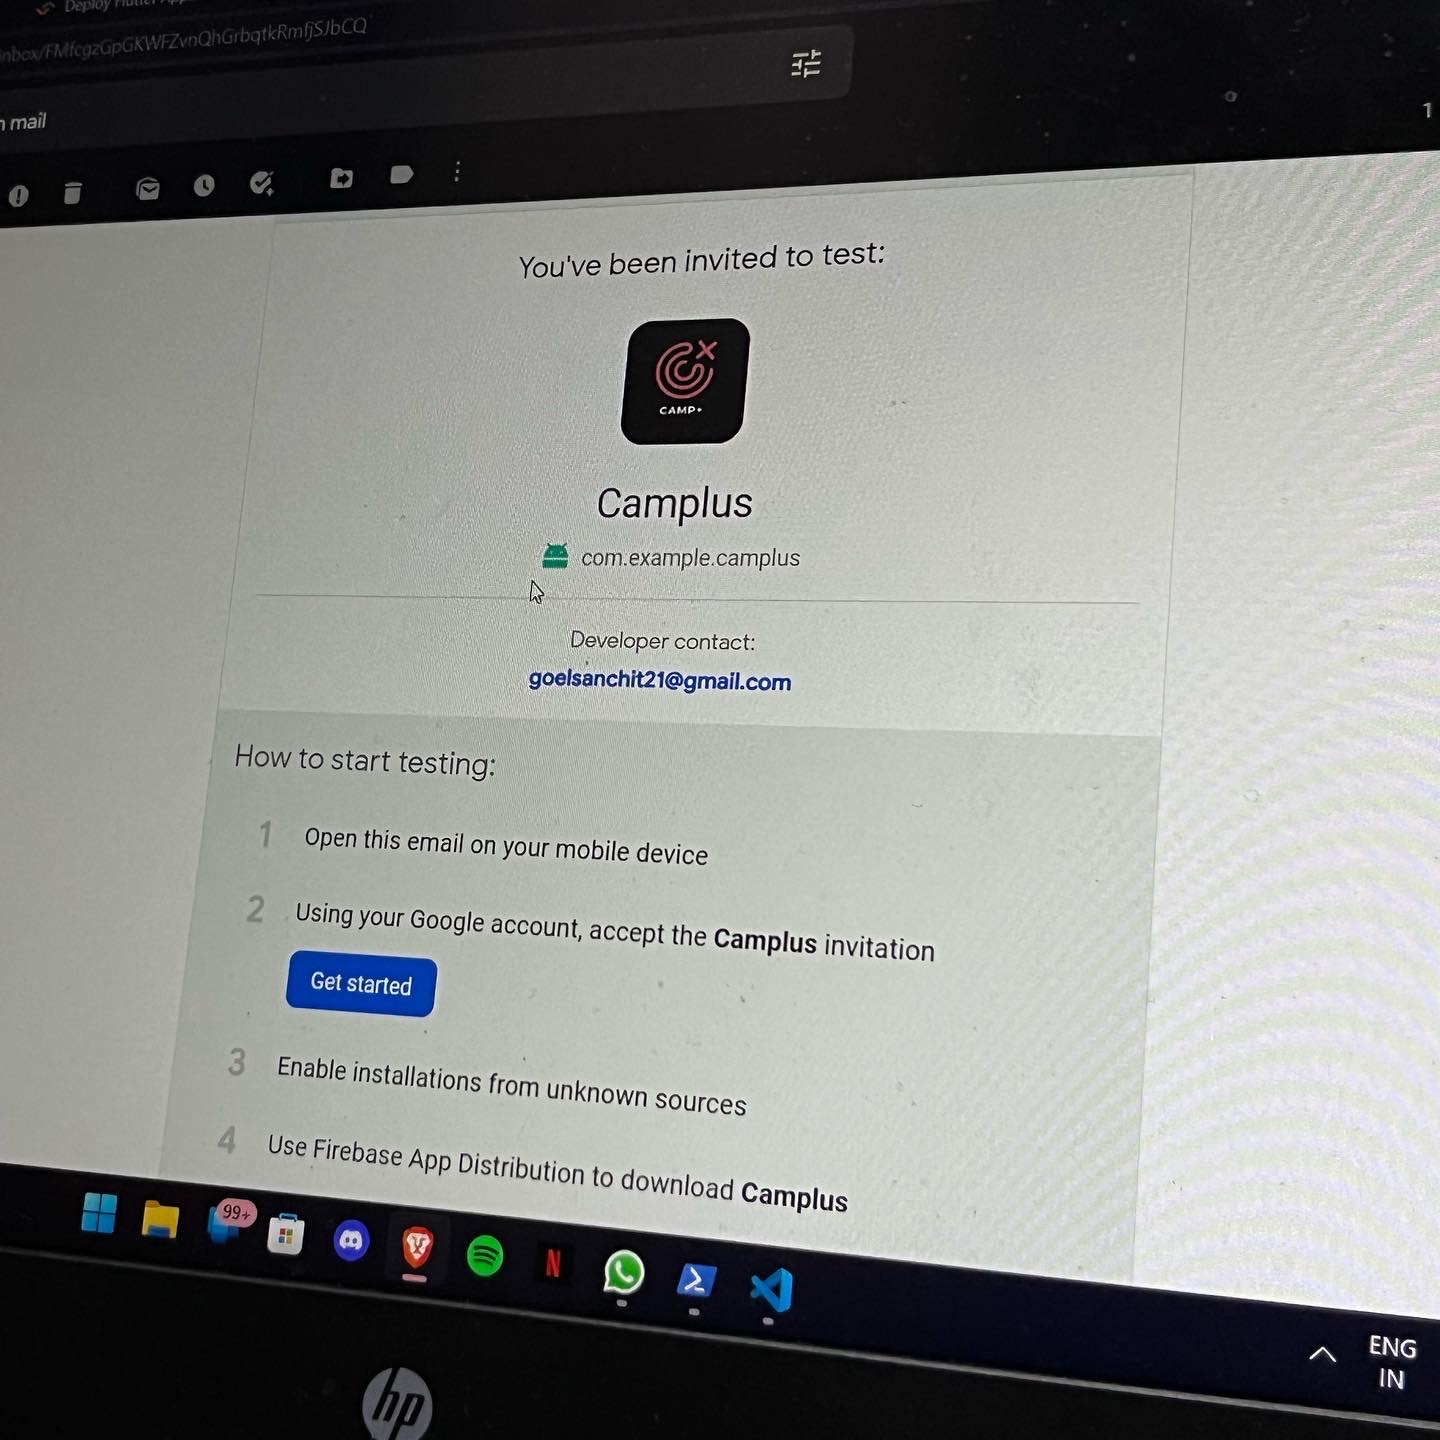 Deploy Flutter App
inbox/FMfcgzGpGKWFZvnQhGrbqtkRmfjSJbCQ
mail
1
You've been invited to test:
CAMP+
Camplus
com.example.camplus
Developer contact:
goelsanchit21@gmail.com
How to start testing:
1 Open this email on your mobile device
2 Using your Google account, accept the Camplus invitation
Get started
3 Enable installations from unknown sources
4 Use Firebase App Distribution to download Camplus
99+
N
ENG
IN
hp